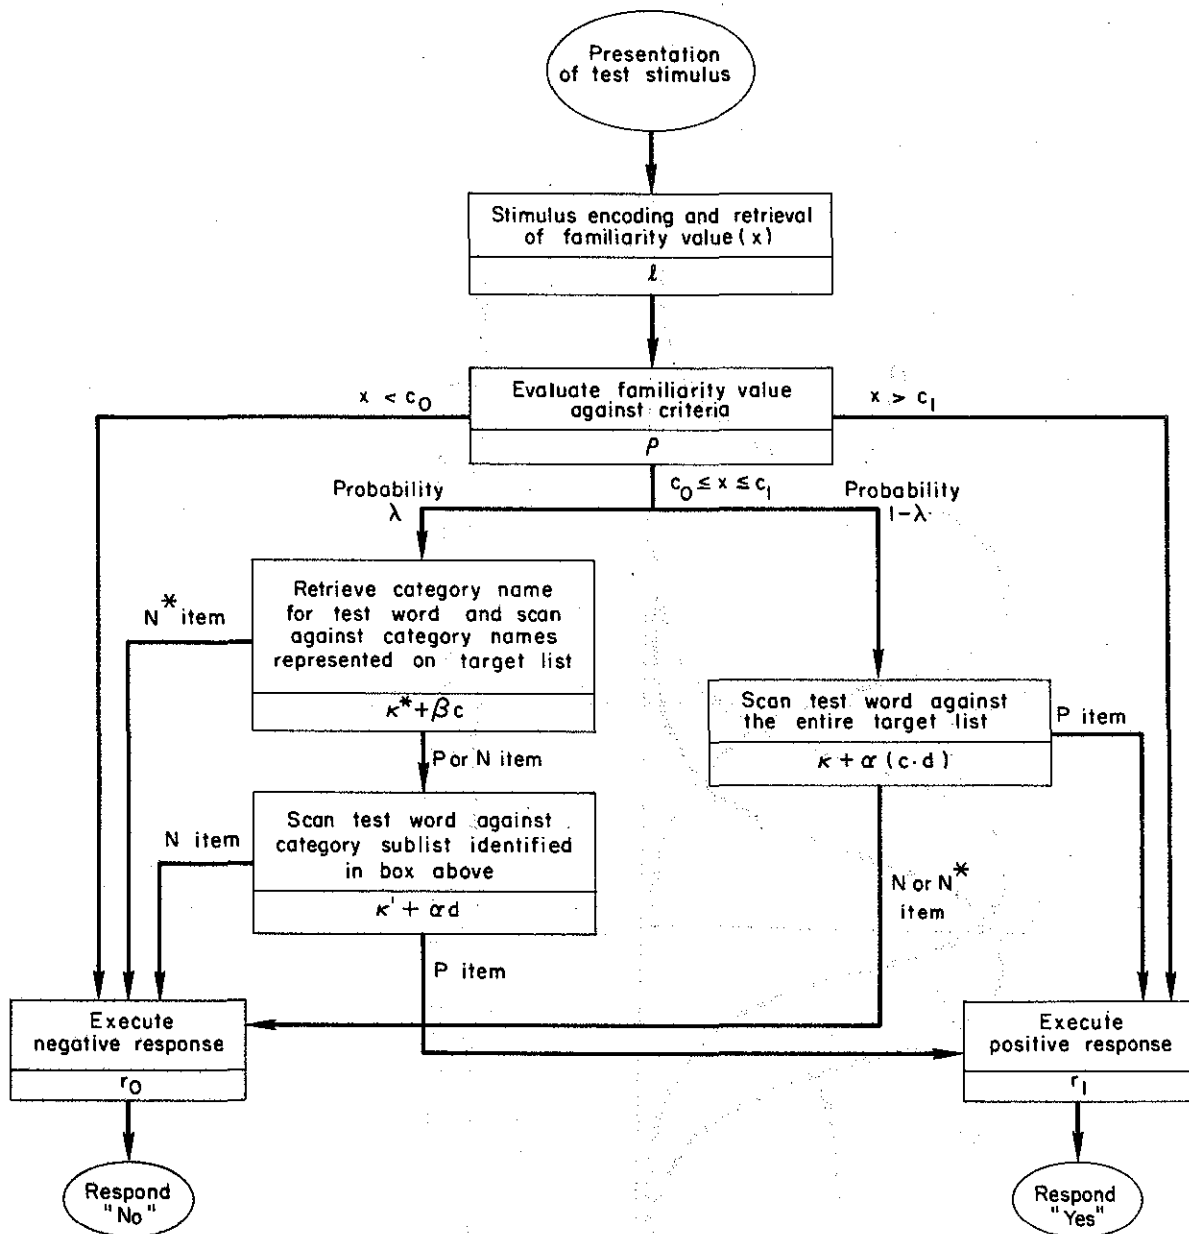 Presentation
of test stimulus
Stimulus encoding and retrieval
of familiarity value (x)
ℓ
Evaluate familiarity value
against criteria
ρ
x < c₀
x > c₁
c₀ ≤ x ≤ c₁
Probability
λ
Probability
1-λ
Retrieve category name
for test word and scan
against category names
represented on target list
κ* + βc
N* item
P or N item
Scan test word against
the entire target list
κ + α (c·d)
P item
Scan test word against
category sublist identified
in box above
κ' + αd
N item
N or N*
item
P item
Execute
negative response
r₀
Execute
positive response
r₁
Respond
"No"
Respond
"Yes"